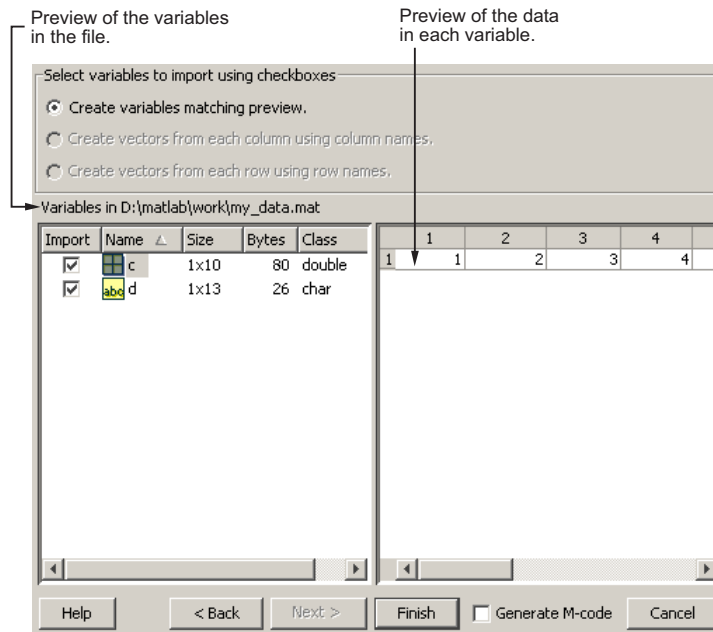 Preview of the variables
in the file.
Preview of the data
in each variable.
Select variables to import using checkboxes
Create variables matching preview.
Create vectors from each column using column names.
Create vectors from each row using row names.
Variables in D:\matlab\work\my_data.mat
Import Name Size Bytes Class
c 1x10 80 double
abc d 1x13 26 char
1 2 3 4
1 1 2 3 4
Help < Back Next > Finish Generate M-code Cancel